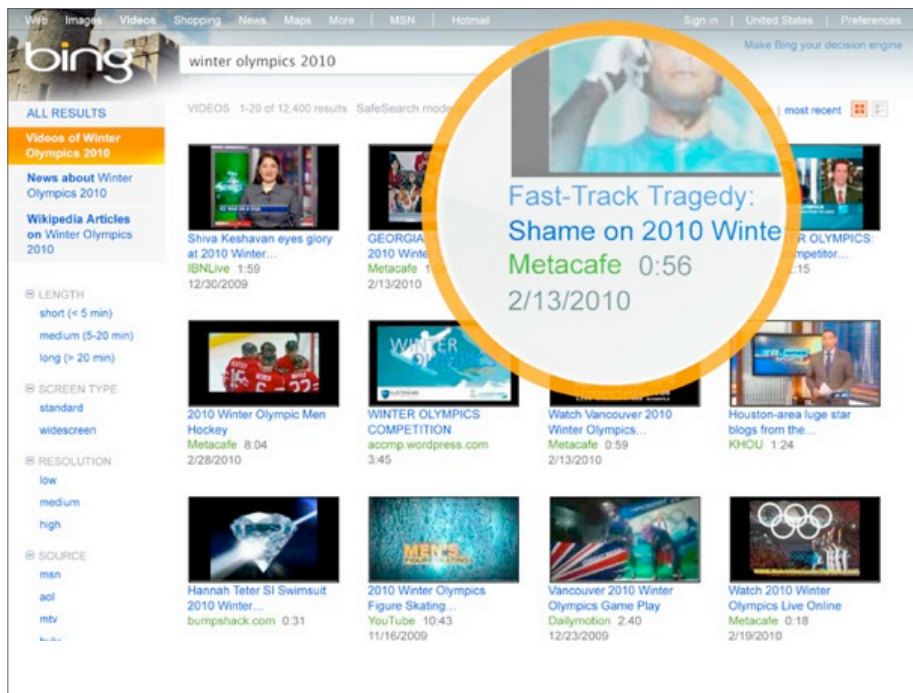 Web Images Videos Shopping News Maps More | MSN | Hotmail
Sign in | United States | Preferences
bing
winter olympics 2010
Make Bing your decision engine
ALL RESULTS
Videos of Winter
Olympics 2010
News about Winter
Olympics 2010
Wikipedia Articles
on Winter Olympics
2010
LENGTH
short (< 5 min)
medium (5-20 min)
long (> 20 min)
SCREEN TYPE
standard
widescreen
RESOLUTION
low
medium
high
SOURCE
msn
aol
mtv
VIDEOS 1-20 of 12,400 results SafeSearch mode
| most recent
Shiva Keshavan eyes glory
at 2010 Winter...
IBNLive 1:59
12/30/2009
GEORGIA
2010 Winter
Metacafe
2/13/2010
Fast-Track Tragedy:
Shame on 2010 Winte
Metacafe 0:56
2/13/2010
OLYMPICS:
competitor...
:15
2010 Winter Olympic Men
Hockey
Metacafe 8:04
2/28/2010
WINTER
OLYMPICS
COMPETITION
WINTER OLYMPICS
COMPETITION
accmp.wordpress.com
3:45
Watch Vancouver 2010
Winter Olympics...
Metacafe 0:59
2/13/2010
Houston-area luge star
blogs from the...
KHOU 1:24
Hannah Teter SI Swimsuit
2010 Winter...
bumpshack.com 0:31
MEN'S
FIGURE SKATING
2010 Winter Olympics
Figure Skating...
YouTube 10:43
11/16/2009
Vancouver 2010 Winter
Olympics Game Play
Dailymotion 2:40
12/23/2009
Watch 2010 Winter
Olympics Live Online
Metacafe 0:18
2/19/2010